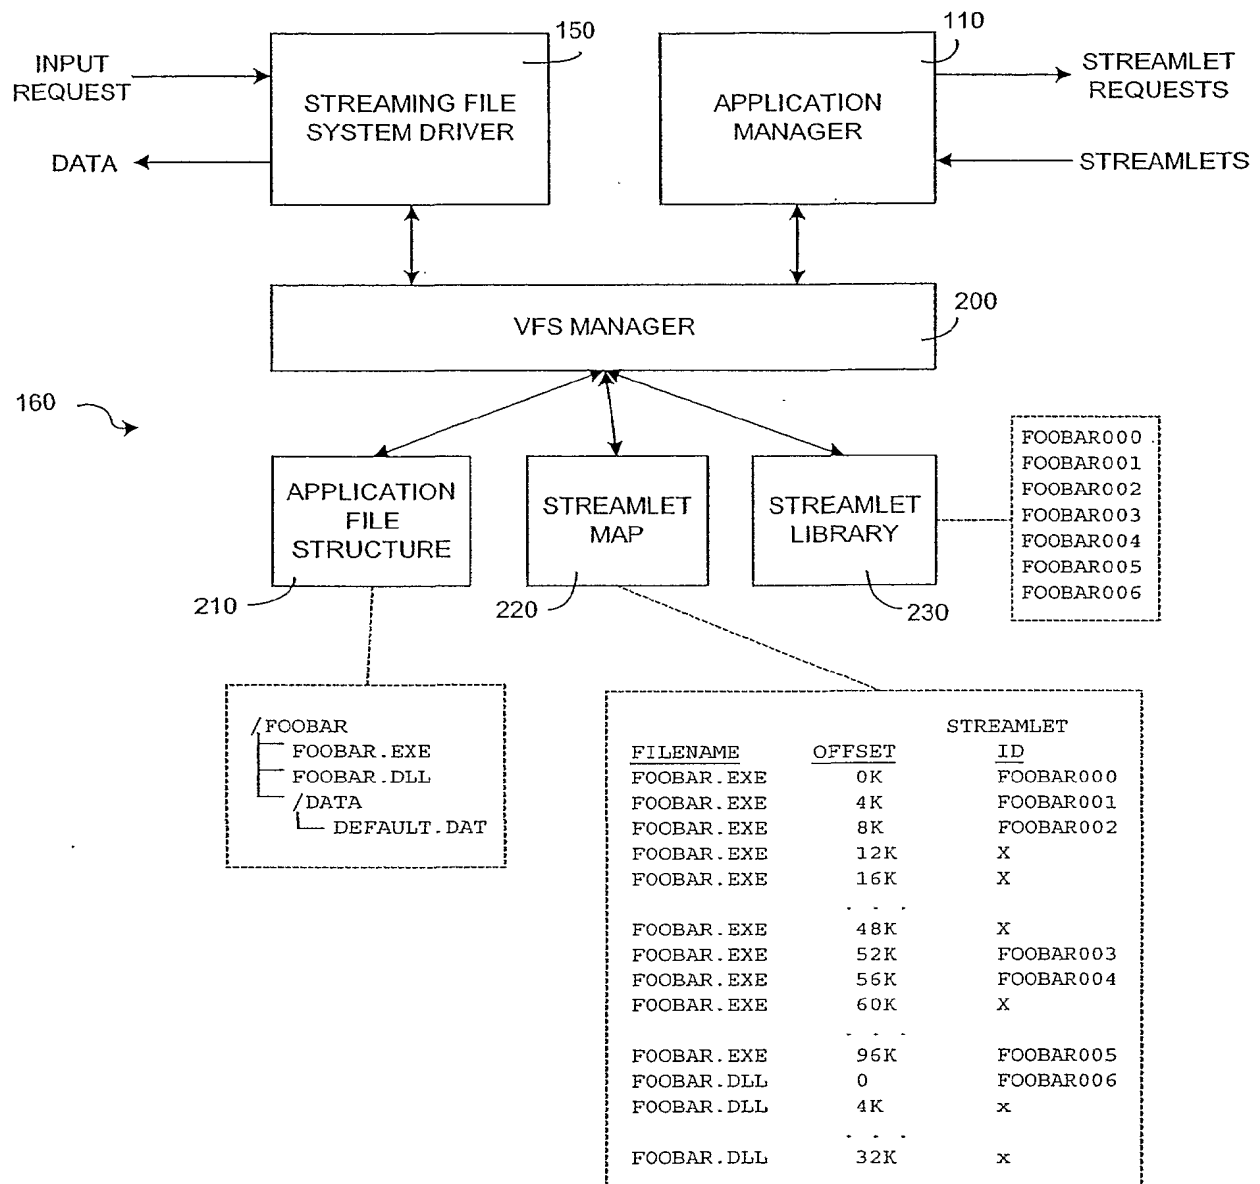 150
110
INPUT
REQUEST
DATA
STREAMING FILE
SYSTEM DRIVER
APPLICATION
MANAGER
STREAMLET
REQUESTS
STREAMLETS
VFS MANAGER
200
160
APPLICATION
FILE
STRUCTURE
210
STREAMLET
MAP
220
STREAMLET
LIBRARY
230
FOOBAR000
FOOBAR001
FOOBAR002
FOOBAR003
FOOBAR004
FOOBAR005
FOOBAR006
/FOOBAR
FOOBAR.EXE
FOOBAR.DLL
/DATA
DEFAULT.DAT
STREAMLET
FILENAME OFFSET ID
FOOBAR.EXE 0K FOOBAR000
FOOBAR.EXE 4K FOOBAR001
FOOBAR.EXE 8K FOOBAR002
FOOBAR.EXE 12K X
FOOBAR.EXE 16K X
. . .
FOOBAR.EXE 48K X
FOOBAR.EXE 52K FOOBAR003
FOOBAR.EXE 56K FOOBAR004
FOOBAR.EXE 60K X
. . .
FOOBAR.EXE 96K FOOBAR005
FOOBAR.DLL 0 FOOBAR006
FOOBAR.DLL 4K x
. . .
FOOBAR.DLL 32K x